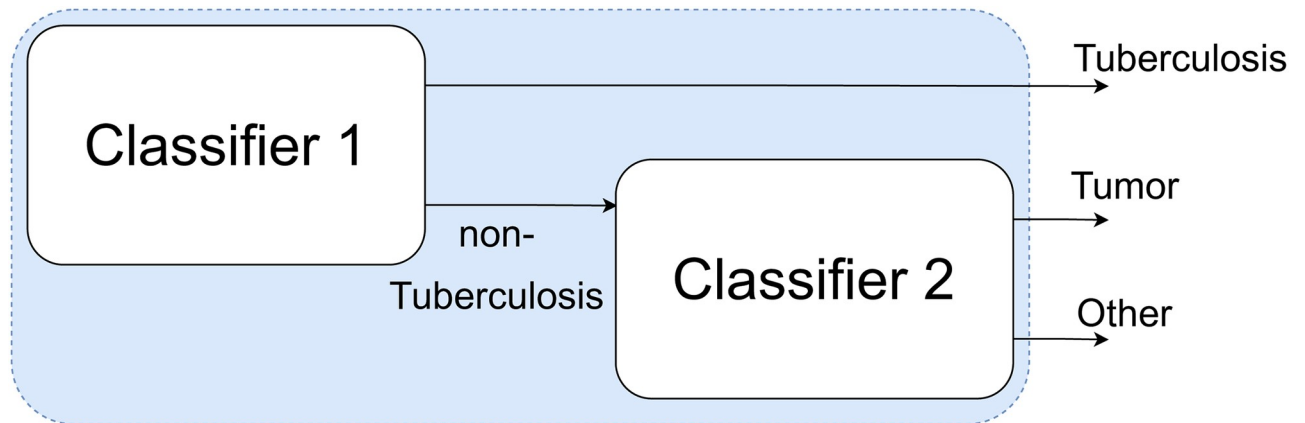 Tuberculosis
Classifier 1
Tumor
non-
Tuberculosis
Classifier 2
Other